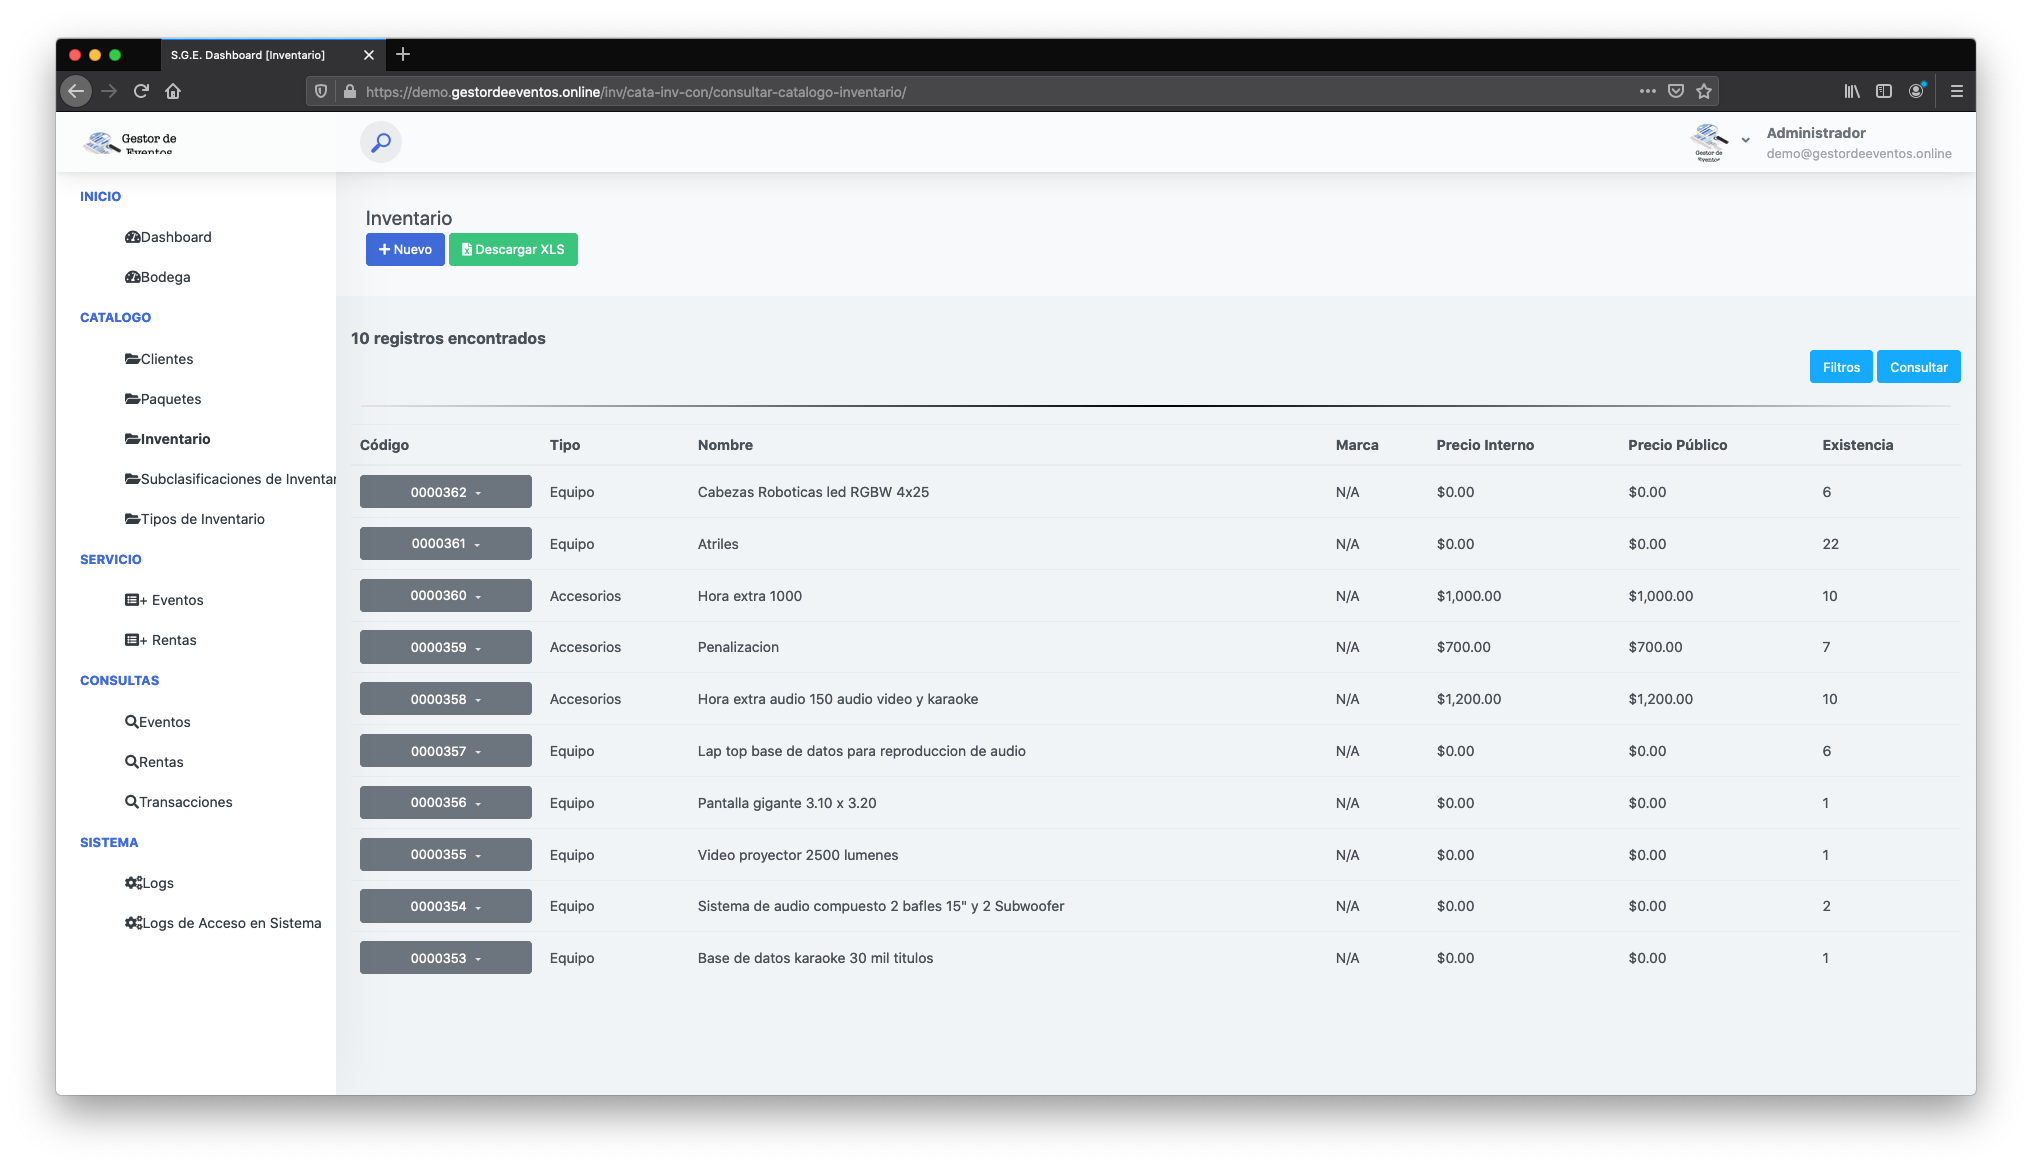 S.G.E. Dashboard [Inventario]
https://demo.gestordeeventos.online/inv/cata-inv-con/consultar-catalogo-inventario/
Gestor de
Eventos
Administrador
demo@gestordeeventos.online
Gestor de
Eventos
INICIO
Dashboard
Bodega
CATALOGO
Clientes
Paquetes
Inventario
Subclasificaciones de Inventar
Tipos de Inventario
SERVICIO
+ Eventos
+ Rentas
CONSULTAS
Eventos
Rentas
Transacciones
SISTEMA
Logs
Logs de Acceso en Sistema
Inventario
+ Nuevo Descargar XLS
10 registros encontrados
Filtros Consultar
Código Tipo Nombre Marca Precio Interno Precio Público Existencia
0000362 Equipo Cabezas Roboticas led RGBW 4x25 N/A $0.00 $0.00 6
0000361 Equipo Atriles N/A $0.00 $0.00 22
0000360 Accesorios Hora extra 1000 N/A $1,000.00 $1,000.00 10
0000359 Accesorios Penalizacion N/A $700.00 $700.00 7
0000358 Accesorios Hora extra audio 150 audio video y karaoke N/A $1,200.00 $1,200.00 10
0000357 Equipo Lap top base de datos para reproduccion de audio N/A $0.00 $0.00 6
0000356 Equipo Pantalla gigante 3.10 x 3.20 N/A $0.00 $0.00 1
0000355 Equipo Video proyector 2500 lumenes N/A $0.00 $0.00 1
0000354 Equipo Sistema de audio compuesto 2 bafles 15" y 2 Subwoofer N/A $0.00 $0.00 2
0000353 Equipo Base de datos karaoke 30 mil titulos N/A $0.00 $0.00 1